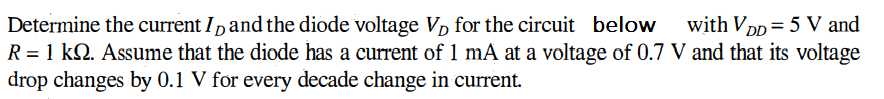 Determine the current I_D and the diode voltage V_D for the circuit below with V_DD = 5 V and
R = 1 kΩ. Assume that the diode has a current of 1 mA at a voltage of 0.7 V and that its voltage
drop changes by 0.1 V for every decade change in current.